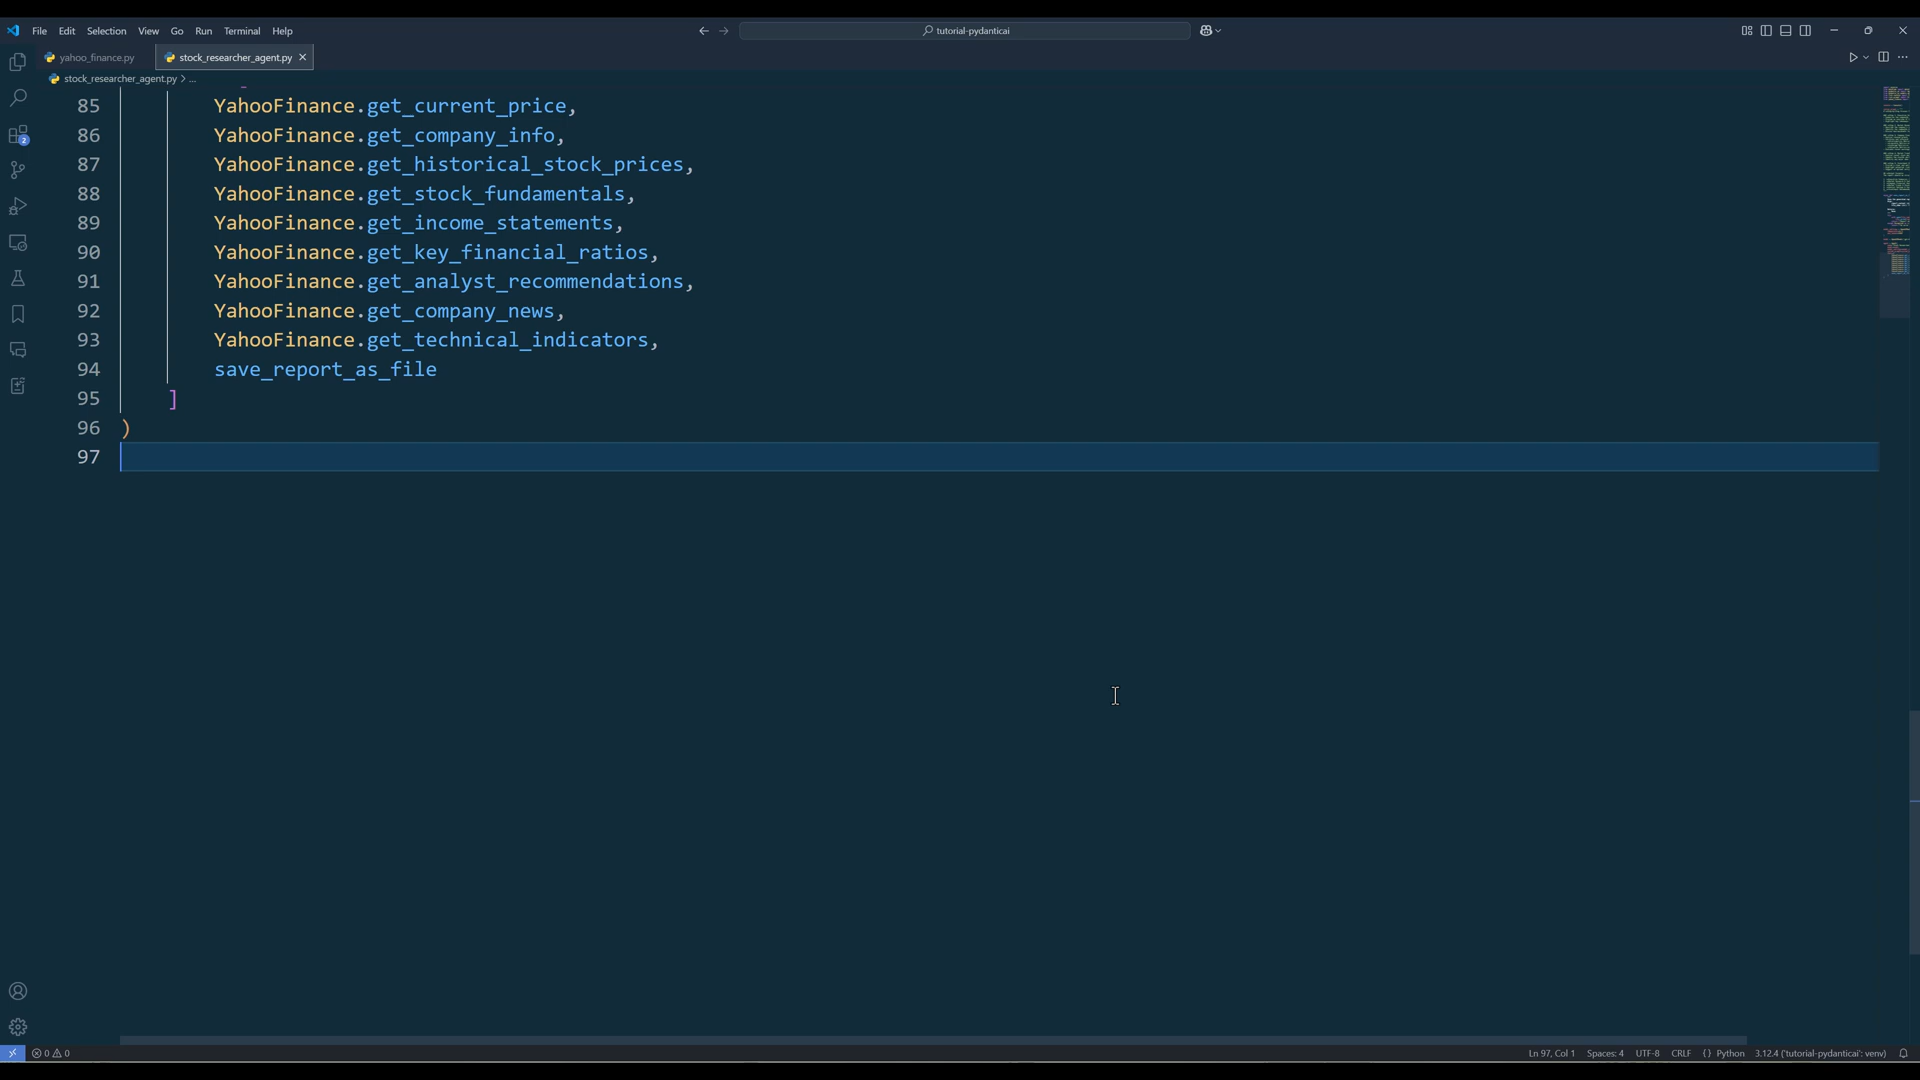 File Edit Selection View Go Run Terminal Help
tutorial-pydanticai
yahoo_finance.py
stock_researcher_agent.py
stock_researcher_agent.py > ...
85 YahooFinance.get_current_price,
86 YahooFinance.get_company_info,
87 YahooFinance.get_historical_stock_prices,
88 YahooFinance.get_stock_fundamentals,
89 YahooFinance.get_income_statements,
90 YahooFinance.get_key_financial_ratios,
91 YahooFinance.get_analyst_recommendations,
92 YahooFinance.get_company_news,
93 YahooFinance.get_technical_indicators,
94 save_report_as_file
95 ]
96 )
97
2
0 0
Ln 97, Col 1 Spaces: 4 UTF-8 CRLF {} Python 3.12.4 ('tutorial-pydanticai': venv)